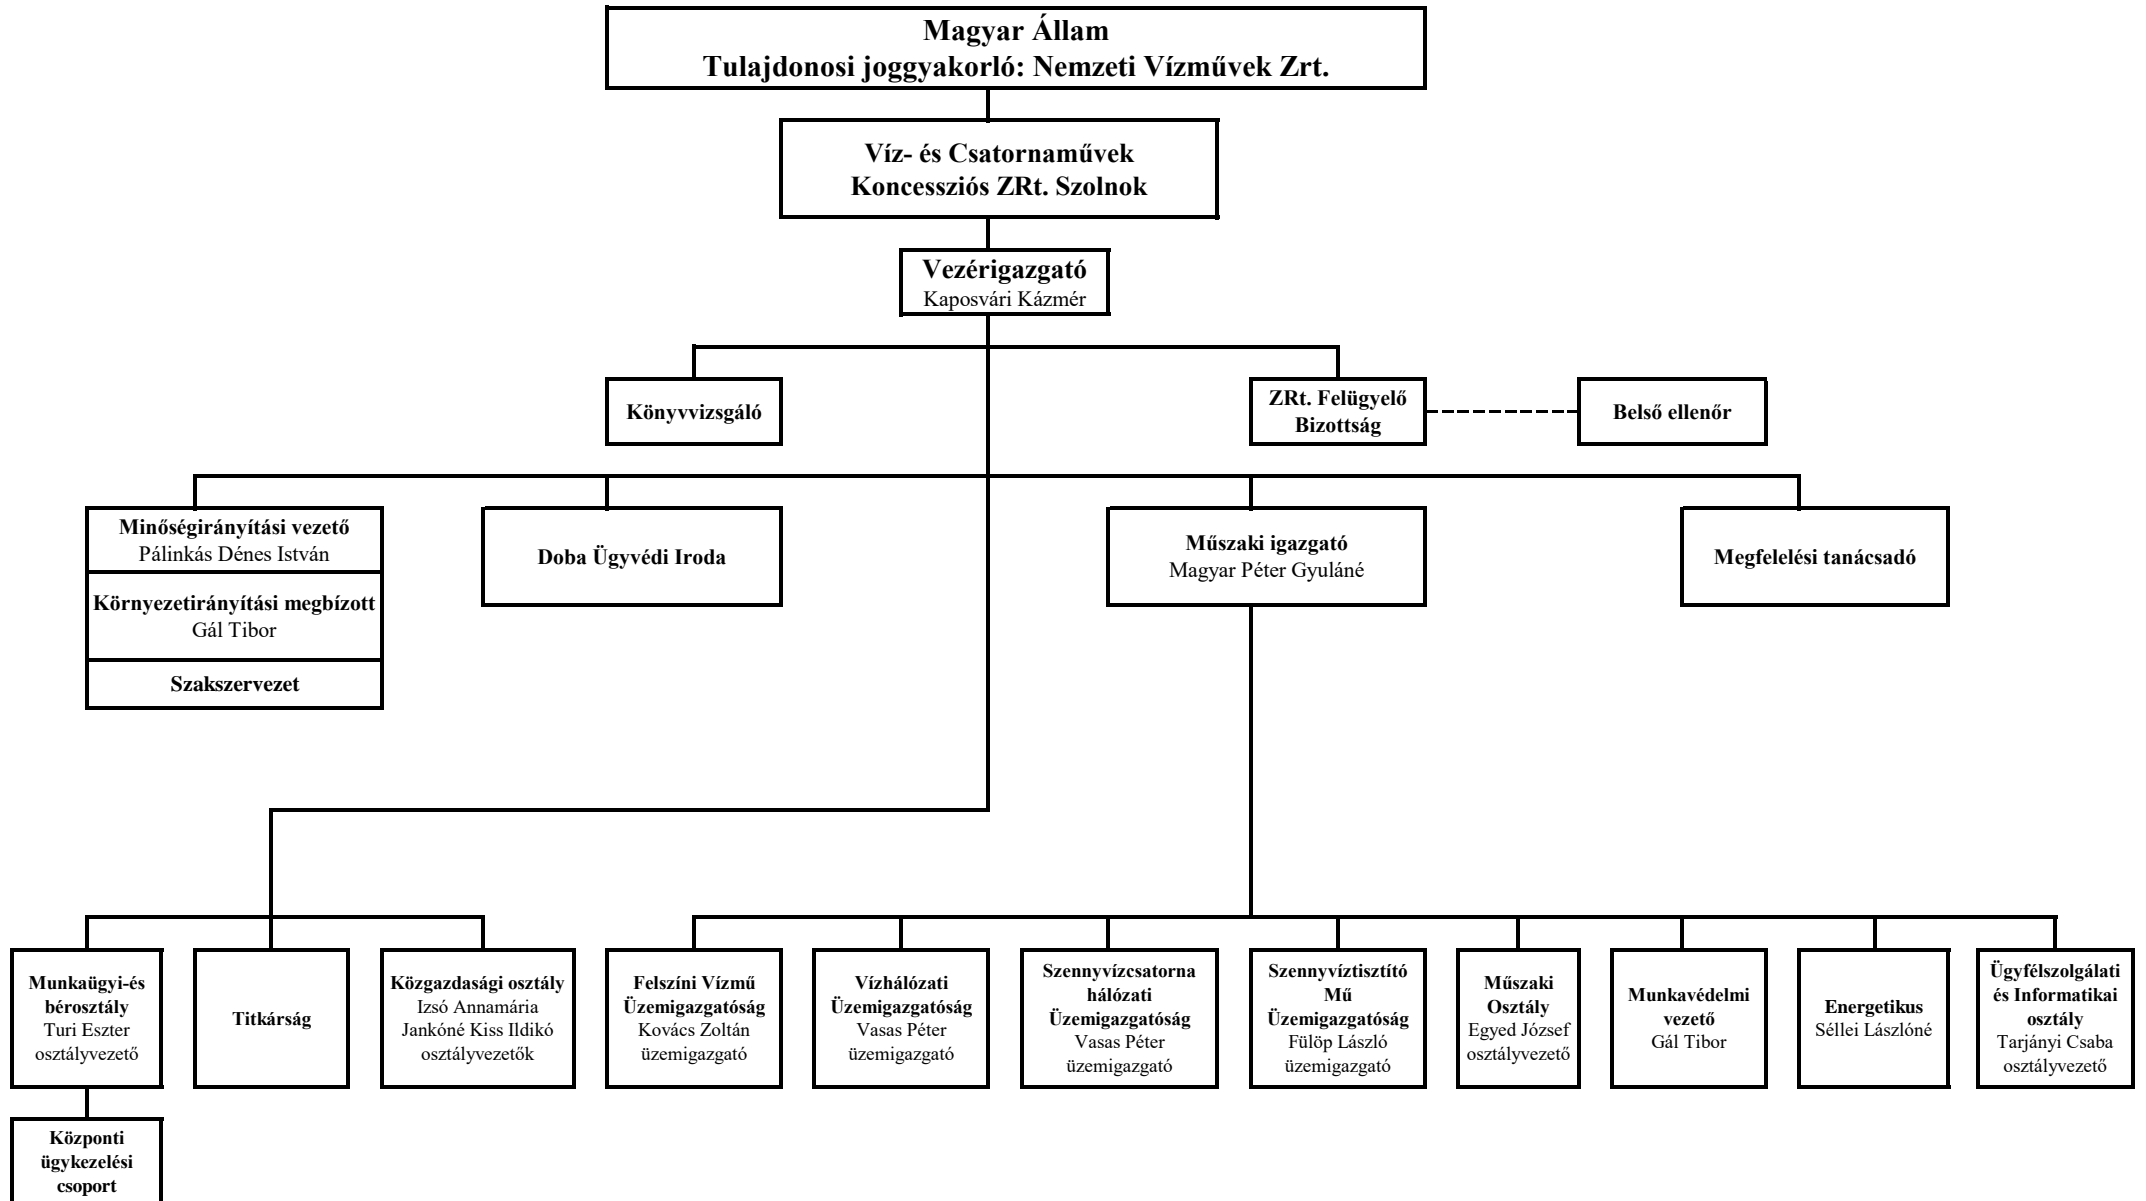 Magyar Állam
Tulajdonosi joggyakorló: Nemzeti Vízművek Zrt.
Víz- és Csatornaművek
Koncessziós ZRt. Szolnok
Vezérigazgató
Kaposvári Kázmér
Könyvvizsgáló
ZRt. Felügyelő
Bizottság
Belső ellenőr
Minőségirányítási vezető
Pálinkás Dénes István
Környezetirányítási megbízott
Gál Tibor
Szakszervezet
Doba Ügyvédi Iroda
Műszaki igazgató
Magyar Péter Gyuláné
Megfelelési tanácsadó
Munkaügyi-és
bérosztály
Turi Eszter
osztályvezető
Titkárság
Közgazdasági osztály
Izsó Annamária
Jankóné Kiss Ildikó
osztályvezetők
Felszíni Vízmű
Üzemigazgatóság
Kovács Zoltán
üzemigazgató
Vízhálózati
Üzemigazgatóság
Vasas Péter
üzemigazgató
Szennyvízcsatorna
hálózati
Üzemigazgatóság
Vasas Péter
üzemigazgató
Szennyvíztisztító
Mű
Üzemigazgatóság
Fülöp László
üzemigazgató
Műszaki
Osztály
Egyed József
osztályvezető
Munkavédelmi
vezető
Gál Tibor
Energetikus
Séllei Lászlóné
Ügyfélszolgálati
és Informatikai
osztály
Tarjányi Csaba
osztályvezető
Központi
ügykezelési
csoport